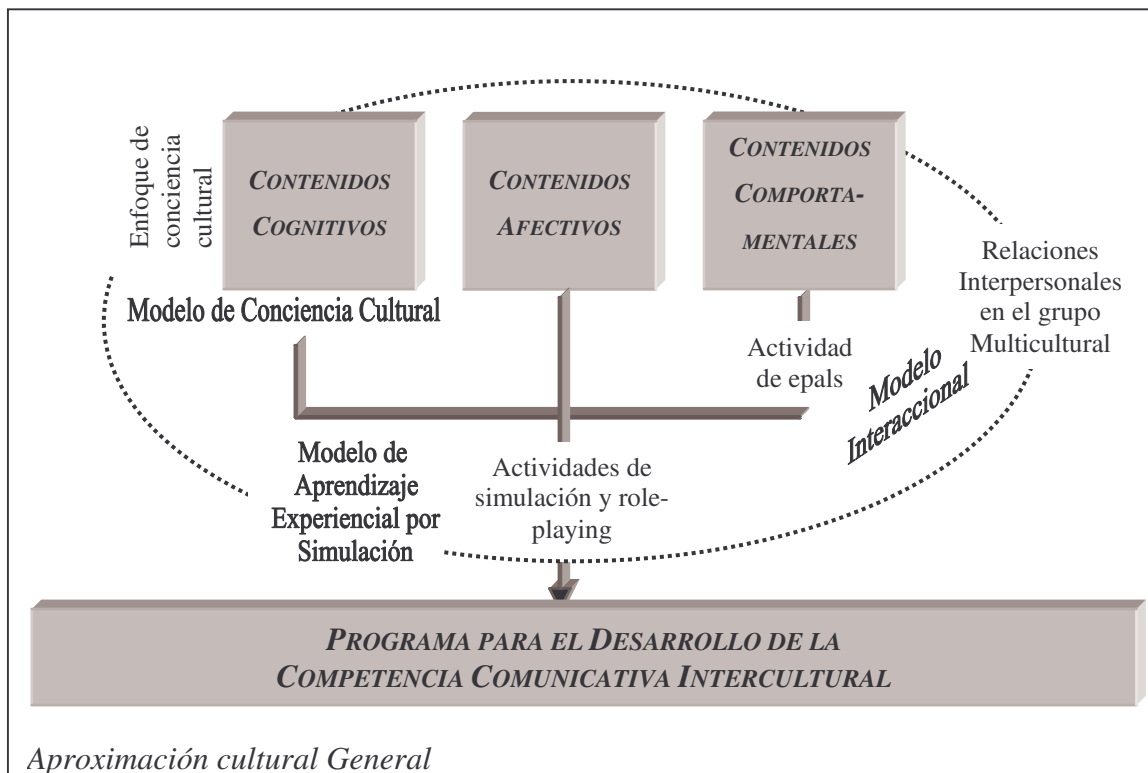 Enfoque de
conciencia
cultural
CONTENIDOS
COGNITIVOS
CONTENIDOS
AFECTIVOS
CONTENIDOS
COMPORTA-
MENTALES
Relaciones
Interpersonales
en el grupo
Multicultural
Modelo de Conciencia Cultural
Actividad
de epals
Modelo
Interaccional
Modelo de
Aprendizaje
Experiencial por
Simulación
Actividades de
simulación y role-
playing
PROGRAMA PARA EL DESARROLLO DE LA
COMPETENCIA COMUNICATIVA INTERCULTURAL
Aproximación cultural General